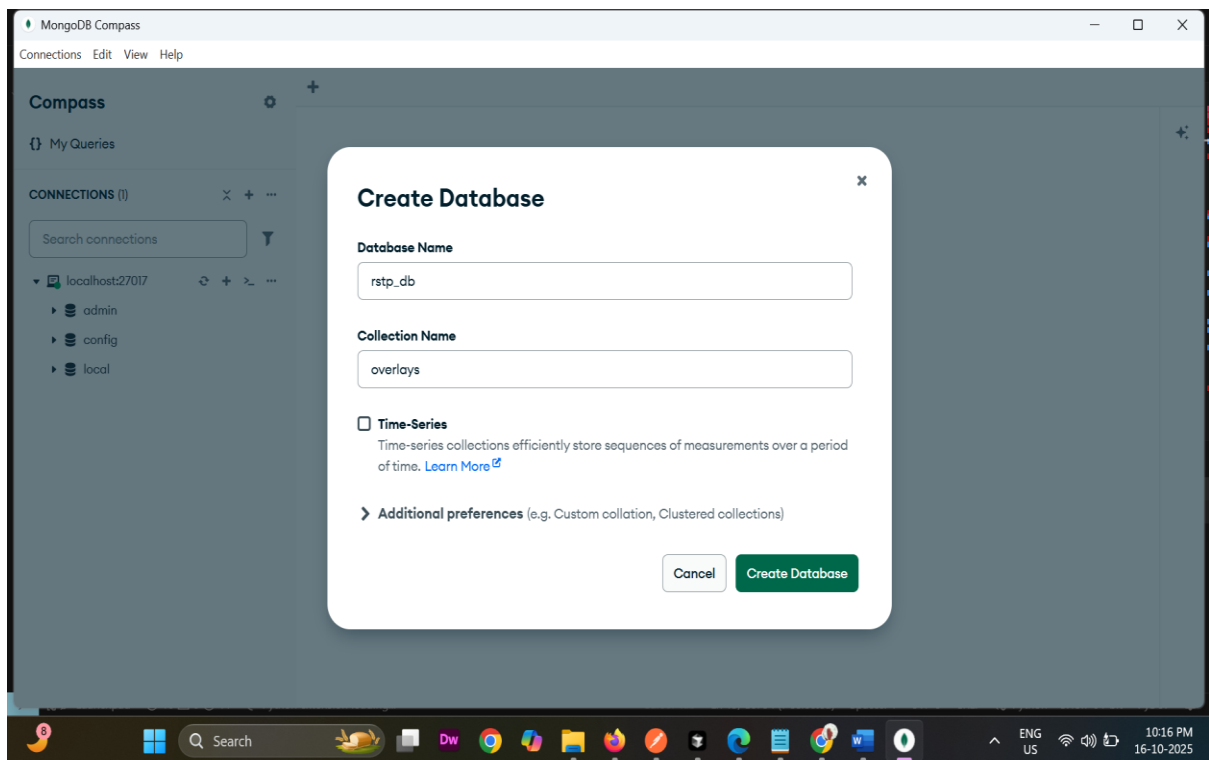 MongoDB Compass
Connections Edit View Help
Compass
{} My Queries
CONNECTIONS (1)
Search connections
localhost:27017
admin
config
local
Create Database
Database Name
rstp_db
Collection Name
overlays
Time-Series
Time-series collections efficiently store sequences of measurements over a period
of time. Learn More
Additional preferences (e.g. Custom collation, Clustered collections)
Cancel Create Database
8
Search
Dw
ENG
US
10:16 PM
16-10-2025